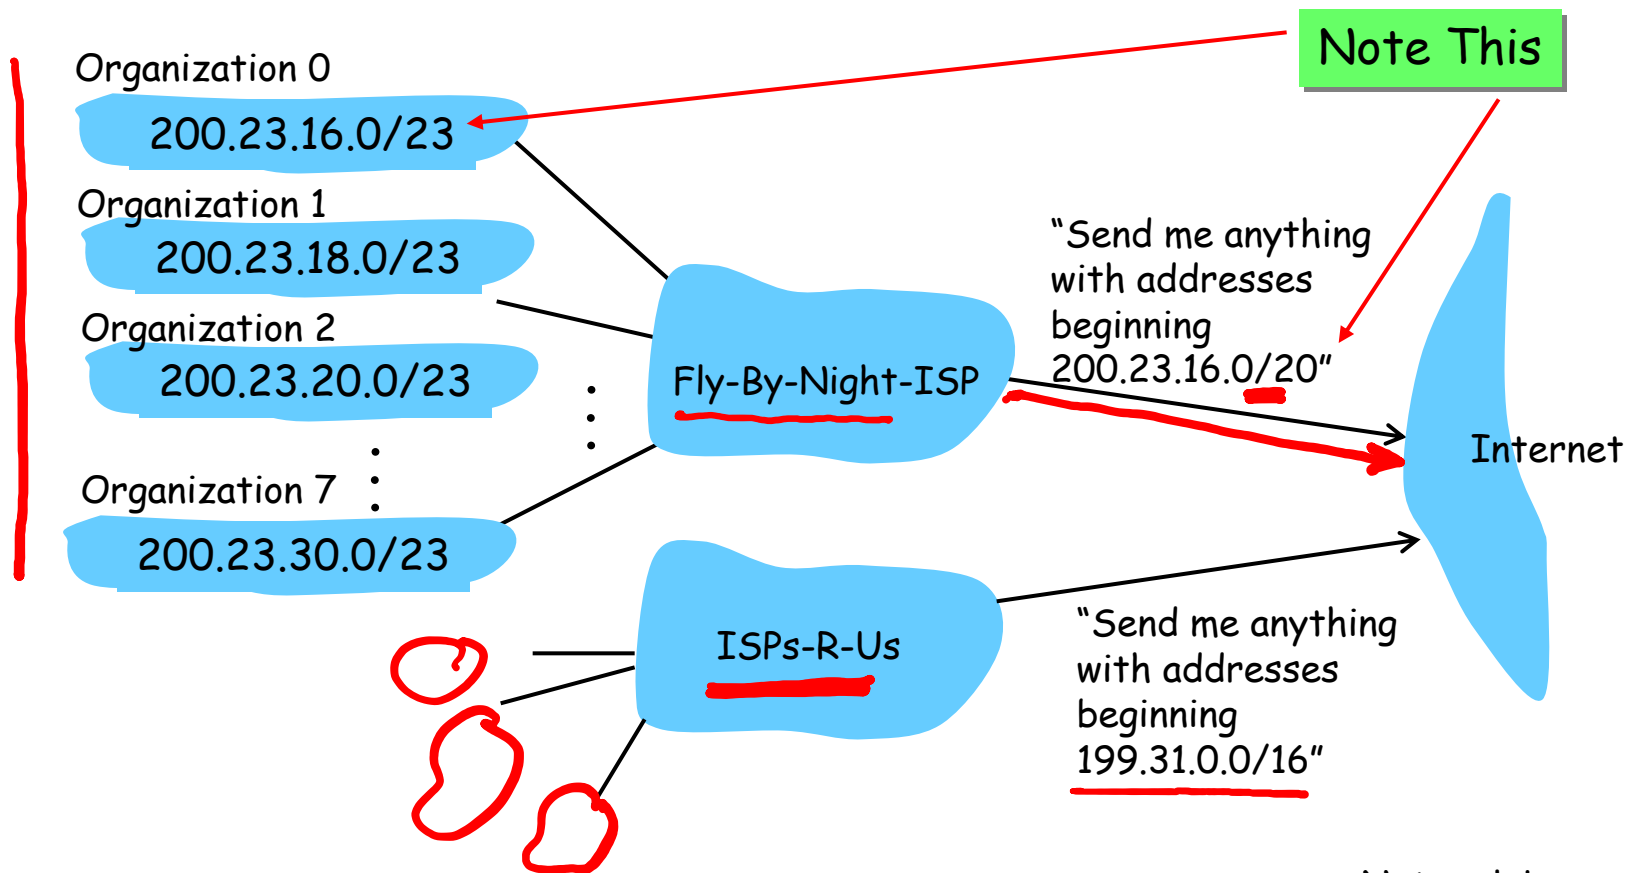 Note This
Organization 0
200.23.16.0/23
Organization 1
200.23.18.0/23
Organization 2
200.23.20.0/23
Organization 7
200.23.30.0/23
Fly-By-Night-ISP
“Send me anything
with addresses
beginning
200.23.16.0/20”
Internet
ISPs-R-Us
“Send me anything
with addresses
beginning
199.31.0.0/16”